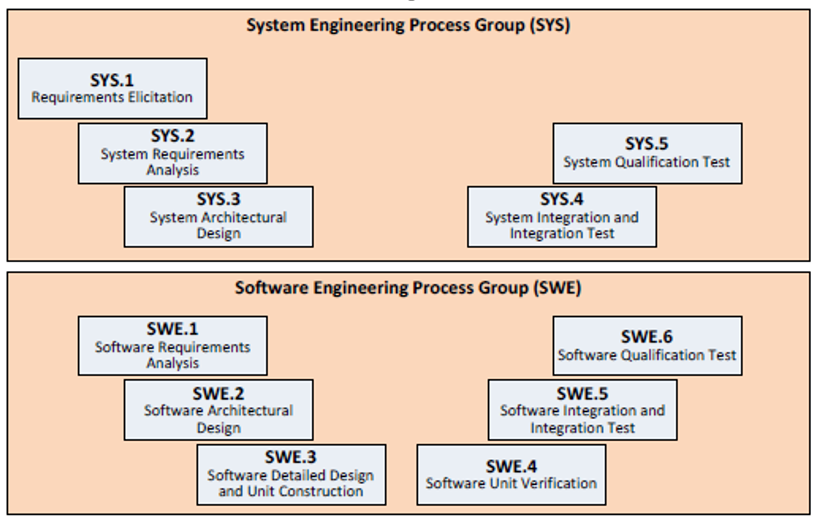 System Engineering Process Group (SYS)
SYS.1
Requirements Elicitation
SYS.2
System Requirements
Analysis
SYS.3
System Architectural
Design
SYS.5
System Qualification Test
SYS.4
System Integration and
Integration Test
Software Engineering Process Group (SWE)
SWE.1
Software Requirements
Analysis
SWE.2
Software Architectural
Design
SWE.3
Software Detailed Design
and Unit Construction
SWE.6
Software Qualification Test
SWE.5
Software Integration and
Integration Test
SWE.4
Software Unit Verification